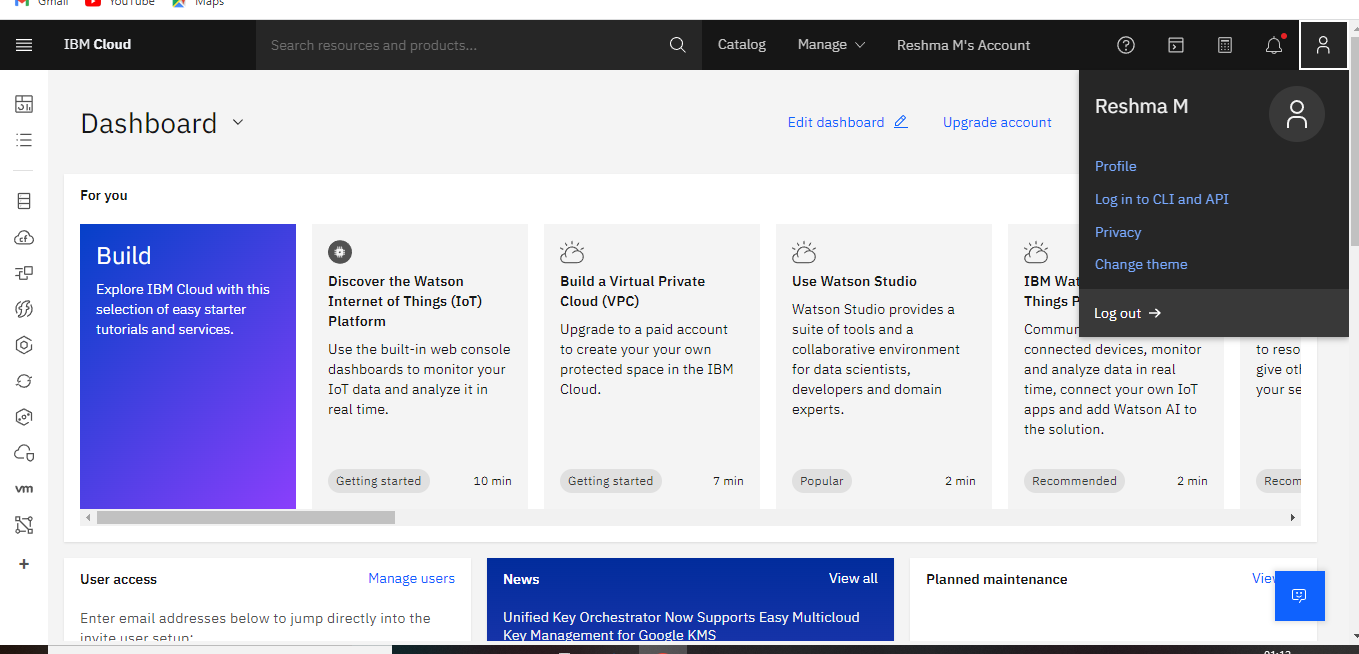 Gmail YouTube Maps
IBM Cloud Search resources and products... Catalog Manage Reshma M's Account
Dashboard
Edit dashboard Upgrade account
Reshma M
Profile
Log in to CLI and API
Privacy
Change theme
Log out →
For you
Build
Explore IBM Cloud with this
selection of easy starter
tutorials and services.
Discover the Watson
Internet of Things (IoT)
Platform
Use the built-in web console
dashboards to monitor your
IoT data and analyze it in
real time.
Getting started 10 min
Build a Virtual Private
Cloud (VPC)
Upgrade to a paid account
to create your your own
protected space in the IBM
Cloud.
Getting started 7 min
Use Watson Studio
Watson Studio provides a
suite of tools and a
collaborative environment
for data scientists,
developers and domain
experts.
Popular 2 min
IBM Wat
Things P
Commun
connected devices, monitor
and analyze data in real
time, connect your own IoT
apps and add Watson AI to
the solution.
Recommended 2 min
to reso
give oth
your se
Recom
cf
vm
User access Manage users
Enter email addresses below to jump directly into the
invite user setup:
News View all
Unified Key Orchestrator Now Supports Easy Multicloud
Key Management for Google KMS
Planned maintenance View
01:12